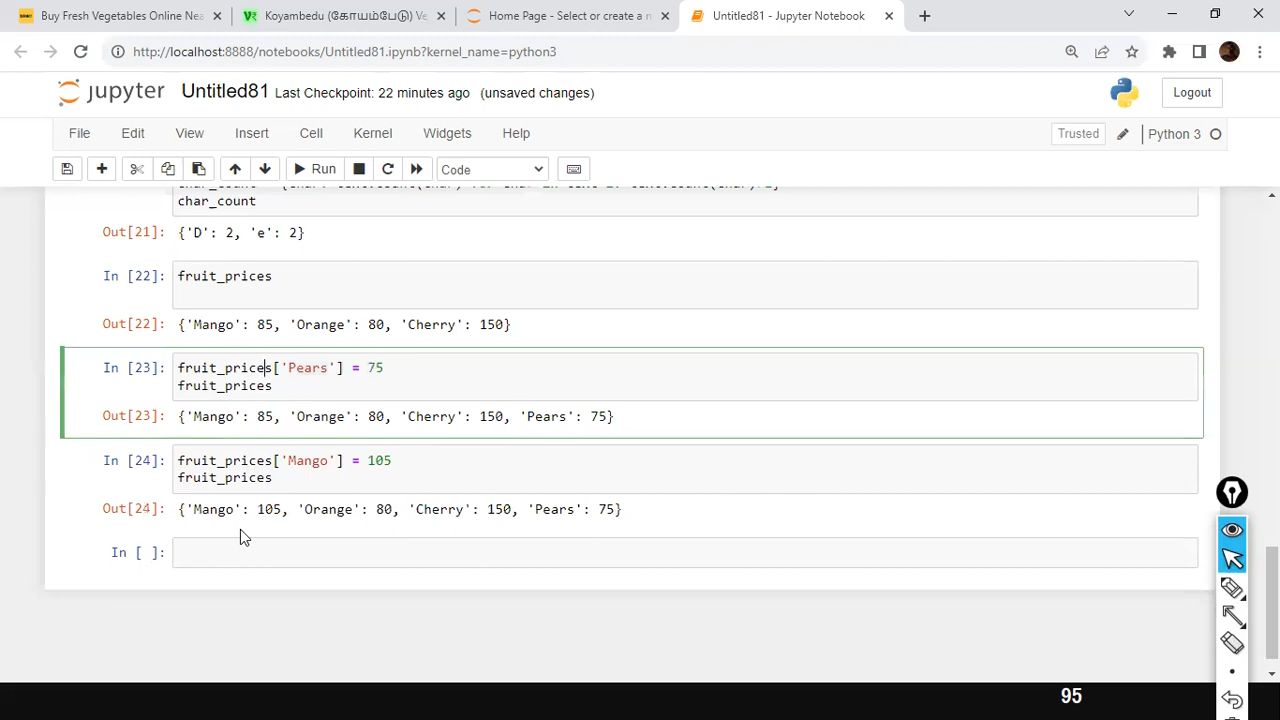 Buy Fresh Vegetables Online Ne
Koyambedu (கோயம்பேடு) Ve
Home Page - Select or create a n
Untitled81 - Jupyter Notebook
http://localhost:8888/notebooks/Untitled81.ipynb?kernel_name=python3
jupyter Untitled81 Last Checkpoint: 22 minutes ago (unsaved changes)
Logout
File Edit View Insert Cell Kernel Widgets Help
Trusted
Python 3
Run
Code
char_count
Out[21]: {'D': 2, 'e': 2}
In [22]: fruit_prices
Out[22]: {'Mango': 85, 'Orange': 80, 'Cherry': 150}
In [23]: fruit_prices['Pears'] = 75
fruit_prices
Out[23]: {'Mango': 85, 'Orange': 80, 'Cherry': 150, 'Pears': 75}
In [24]: fruit_prices['Mango'] = 105
fruit_prices
Out[24]: {'Mango': 105, 'Orange': 80, 'Cherry': 150, 'Pears': 75}
In [ ]:
95